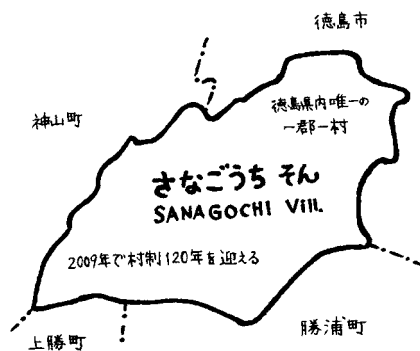 徳島市
神山町
徳島県内唯一の
一郡一村
さなごうち そん
SANAGOCHI Vill.
2009年で村制120年を迎える
上勝町
勝浦町